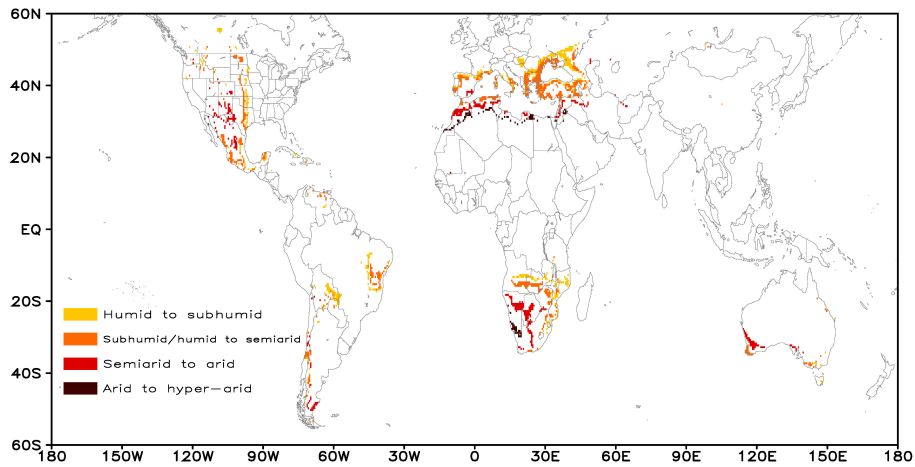 60N
40N
20N
EQ
20S
40S
60S
Humid to subhumid
Subhumid/humid to semiarid
Semiarid to arid
Arid to hyper-arid
180 150W 120W 90W 60W 30W 0 30E 60E 90E 120E 150E 180